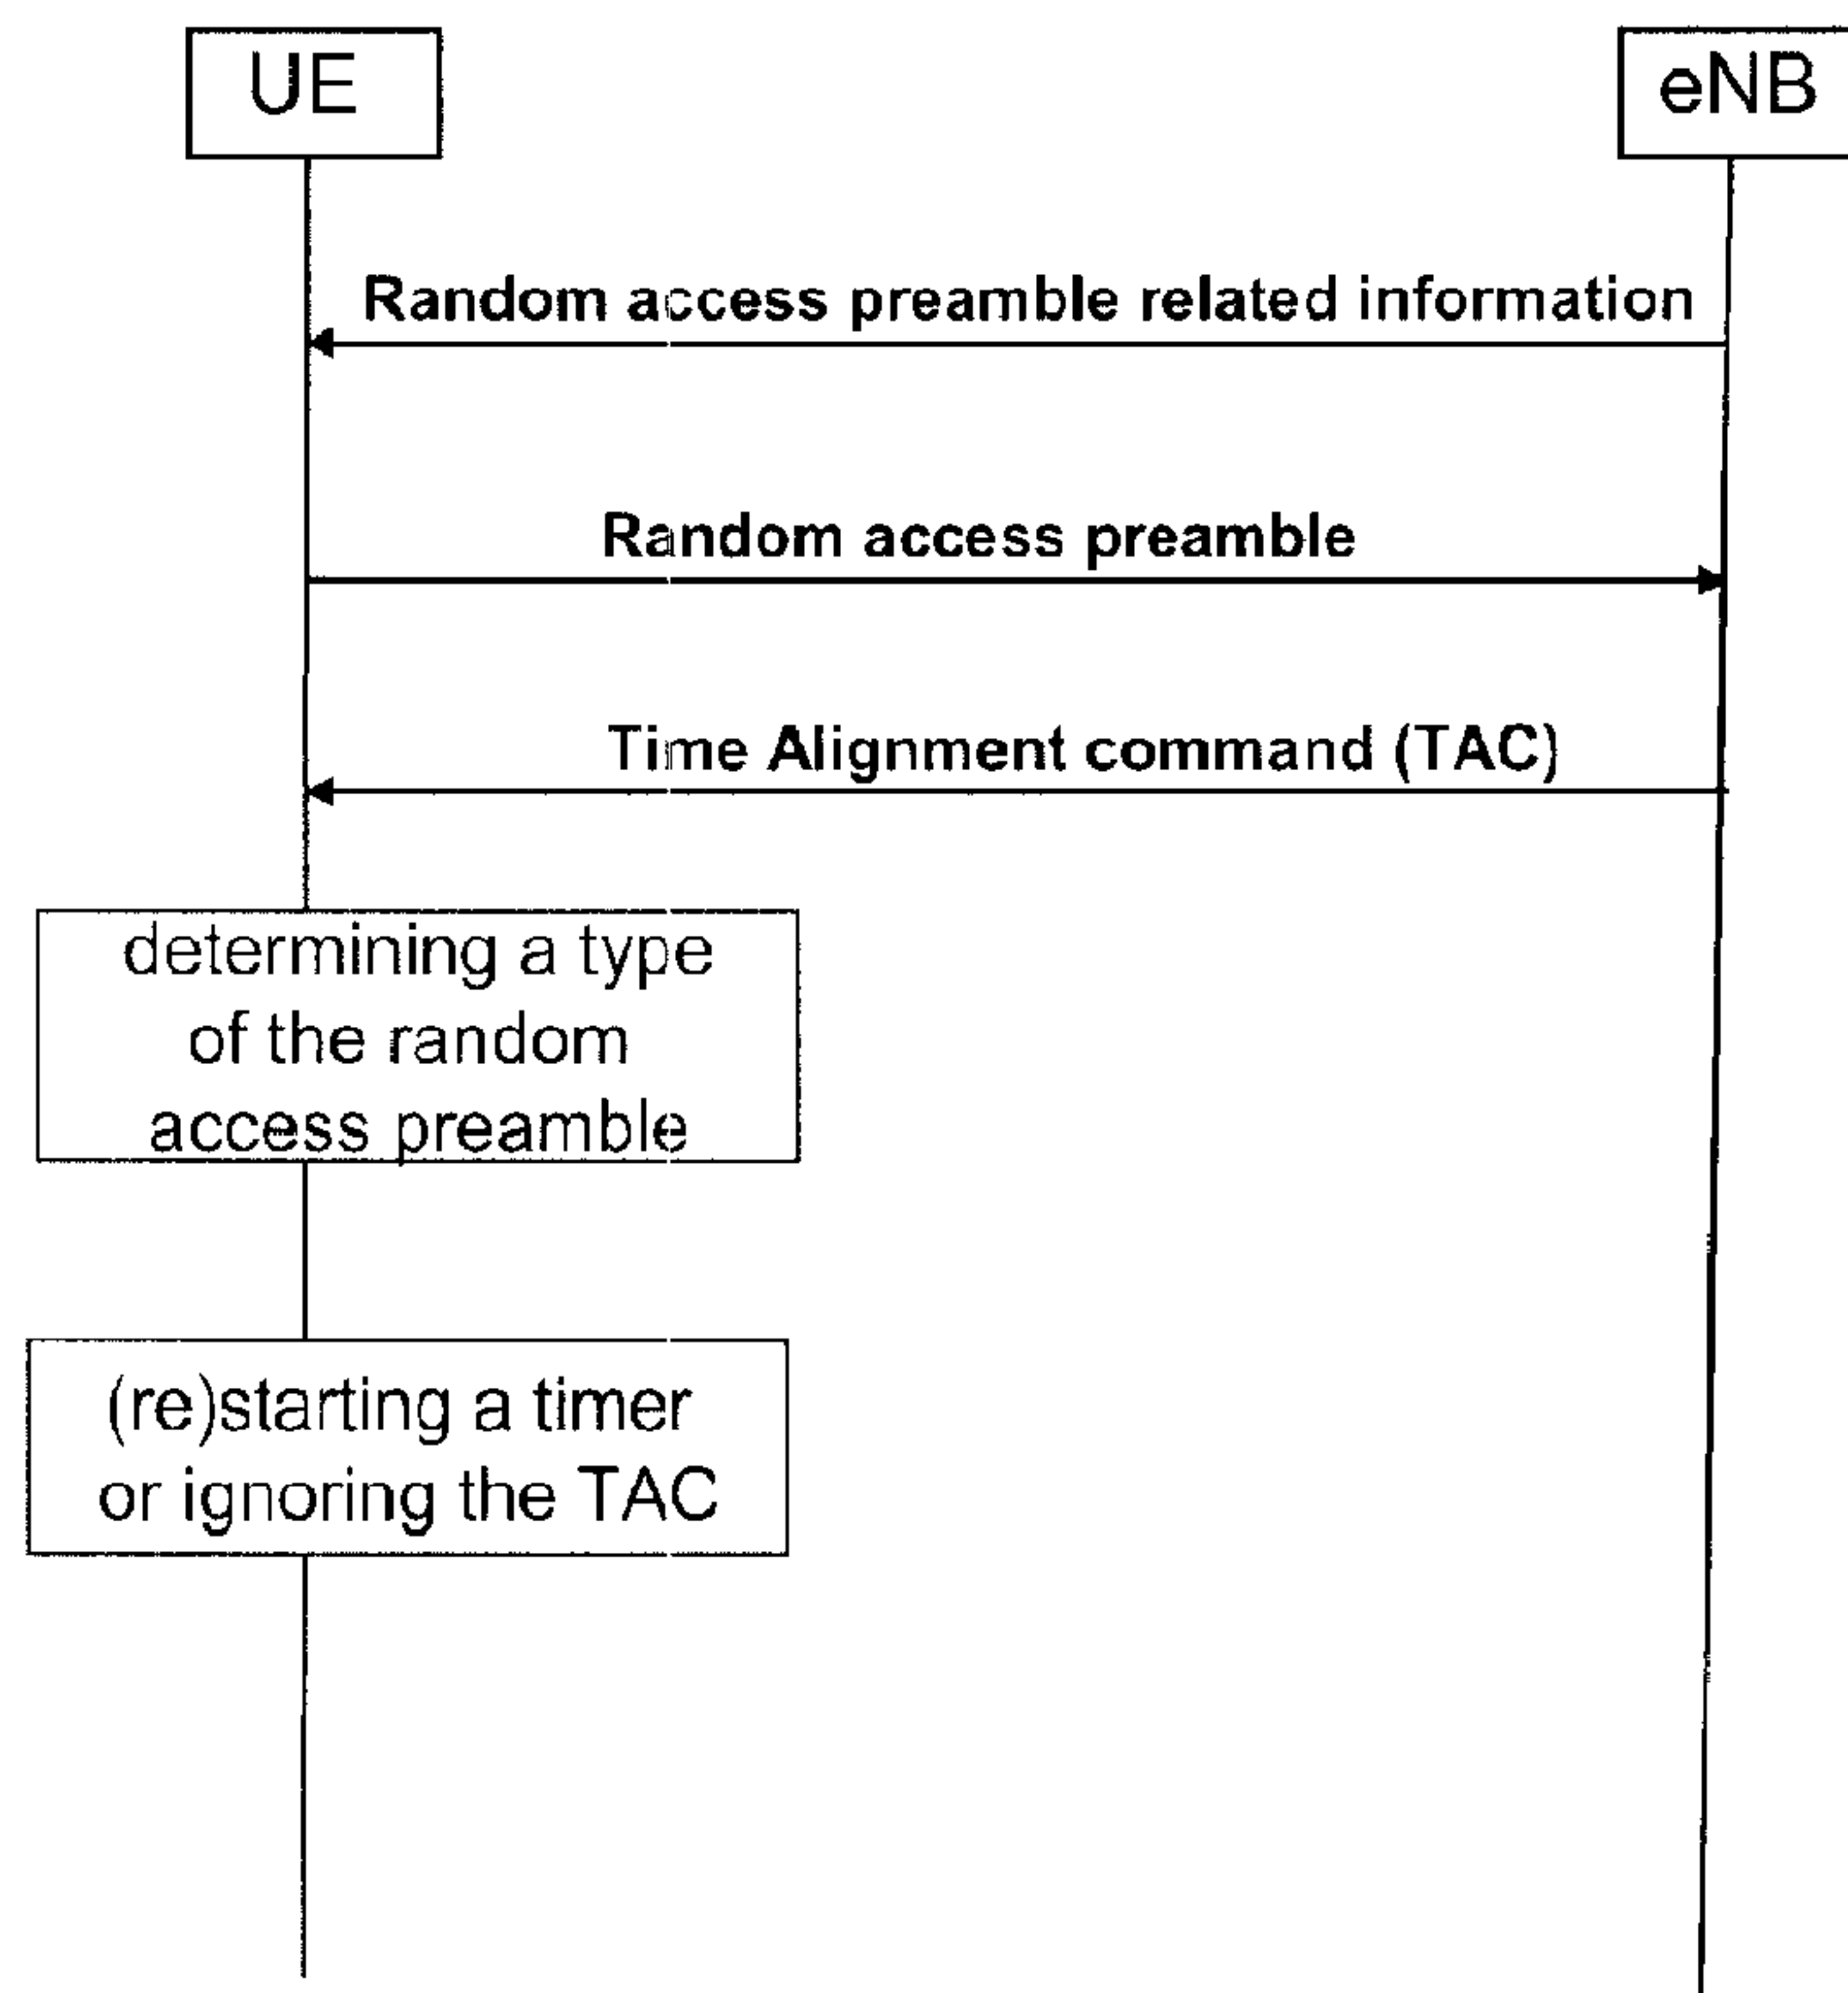 UE
eNB
Random access preamble related information
Random access preamble
Time Alignment command (TAC)
determining a type
of the random
access preamble
(re)starting a timer
or ignoring the TAC